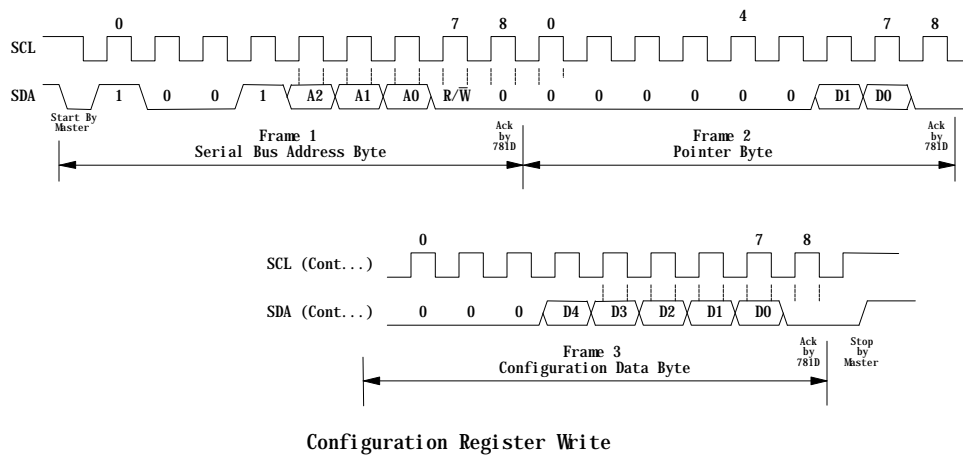 0 7 8 0 4 7 8
SCL
SDA 1 0 0 1 A2 A1 A0 R/W̅ 0 0 0 0 0 0 0 D1 D0
Start By
Master
Frame 1
Serial Bus Address Byte
Ack
by
781D
Frame 2
Pointer Byte
Ack
by
781D
0 7 8
SCL (Cont...)
SDA (Cont...) 0 0 0 D4 D3 D2 D1 D0
Frame 3
Configuration Data Byte
Ack
by
781D
Stop
by
Master
Configuration Register Write